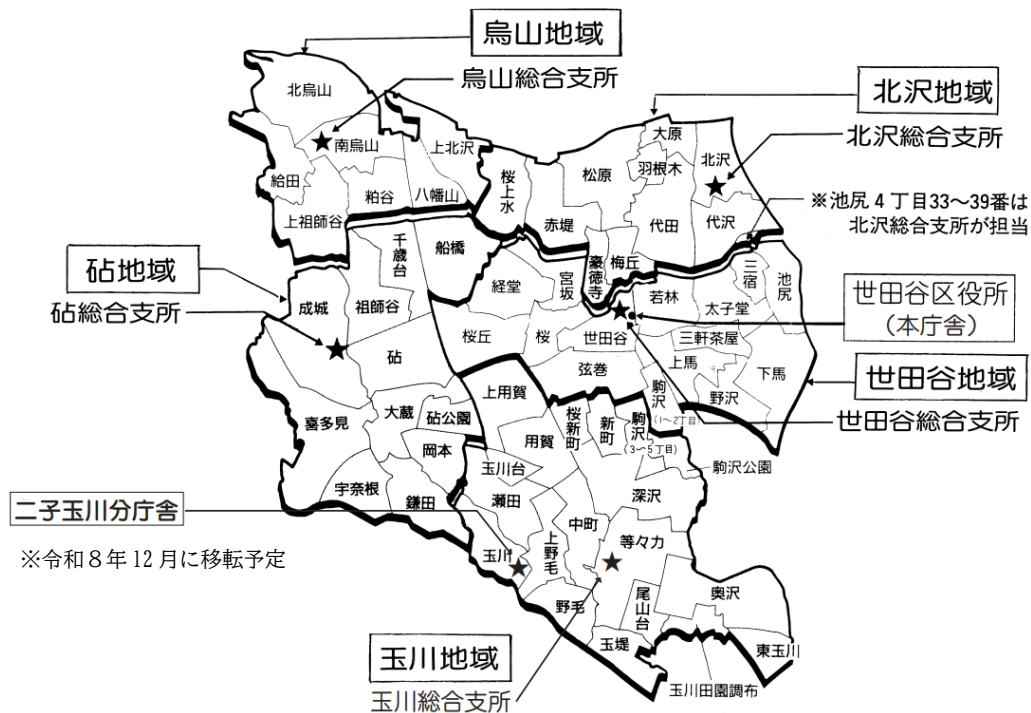 烏山地域
烏山総合支所
北沢地域
北沢総合支所
※池尻４丁目33～39番は
北沢総合支所が担当
砧地域
砧総合支所
世田谷区役所
（本庁舎）
世田谷地域
世田谷総合支所
二子玉川分庁舎
※令和８年12月に移転予定
玉川地域
玉川総合支所
北烏山
南烏山
上北沢
給田
粕谷
八幡山
上祖師谷
大原
北沢
羽根木
松原
桜上水
赤堤
代田
代沢
梅丘
豪徳寺
千歳台
船橋
成城
祖師谷
砧
喜多見
大蔵
砧公園
岡本
宇奈根
鎌田
経堂
宮坂
桜丘
桜
世田谷
弦巻
若林
太子堂
三宿
池尻
三軒茶屋
上馬
下馬
野沢
駒沢
(1～2丁目)
上用賀
用賀
桜新町
新町
駒沢
(3～5丁目)
駒沢公園
玉川台
瀬田
深沢
中町
上野毛
等々力
玉川
野毛
尾山台
奥沢
玉堤
東玉川
玉川田園調布